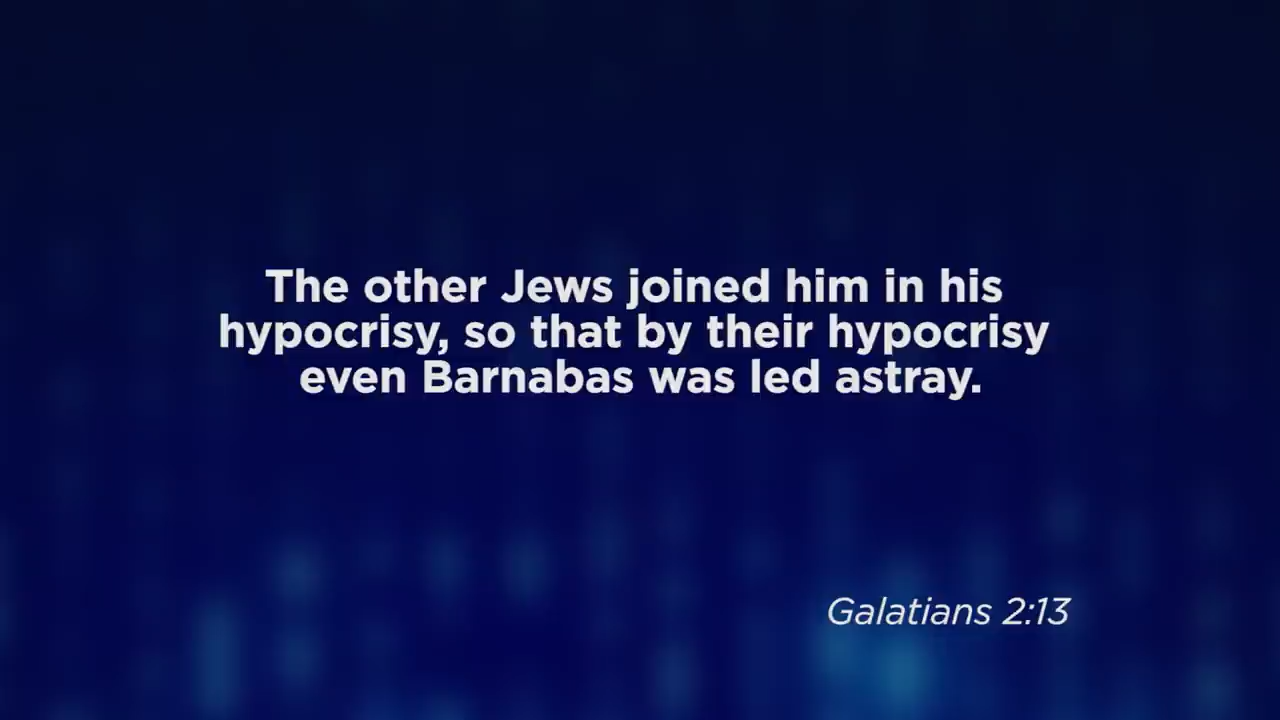 The other Jews joined him in his
hypocrisy, so that by their hypocrisy
even Barnabas was led astray.
Galatians 2:13